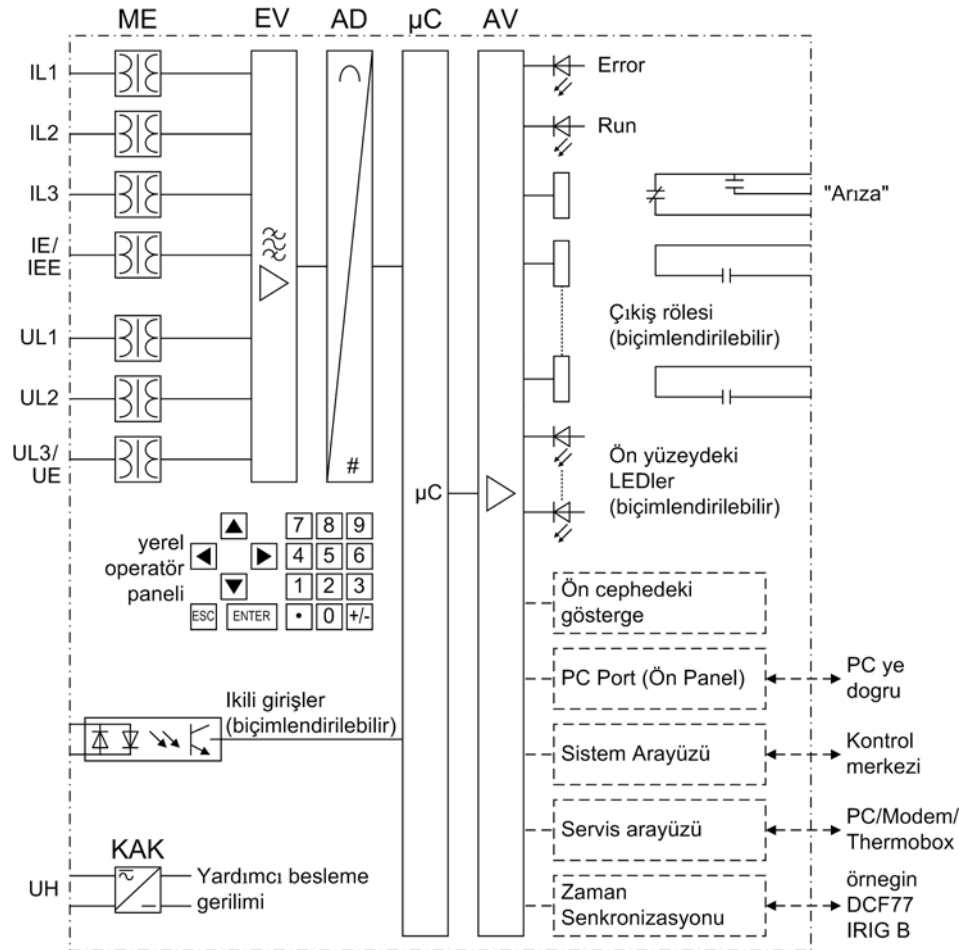 ME EV AD µC AV
IL1
IL2
IL3
IE/
IEE
UL1
UL2
UL3/
UE
#
µC
Error
Run
"Arıza"
Çıkiş rölesi
(biçimlendirilebilir)
Ön yüzeydeki
LEDler
(biçimlendirilebilir)
yerel
operatör
paneli
7 8 9
4 5 6
1 2 3
ESC ENTER • 0 +/-
Ön cephedeki
gösterge
PC Port (Ön Panel)
PC ye
dogru
Ikili girişler
(biçimlendirilebilir)
Sistem Arayüzü
Kontrol
merkezi
Servis arayüzü
PC/Modem/
Thermobox
KAK
UH
Yardımcı besleme
gerilimi
Zaman
Senkronizasyonu
örnegin
DCF77
IRIG B